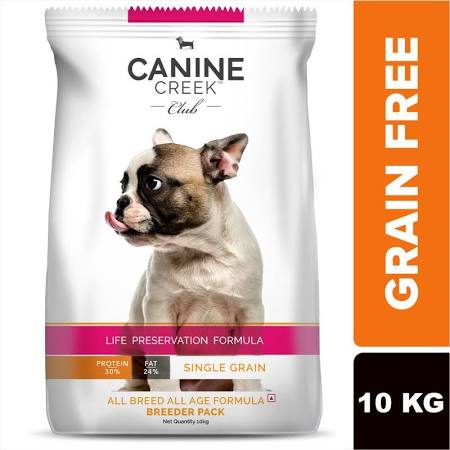 CANINE
CREEK™
Club
LIFE PRESERVATION FORMULA
PROTEIN
30%
FAT
24%
SINGLE GRAIN
ALL BREED ALL AGE FORMULA
BREEDER PACK
Net Quantity 10kg
GRAIN FREE
10 KG